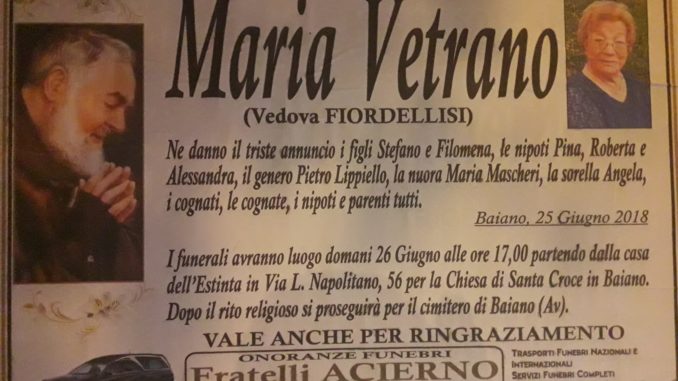 Maria Vetrano
(Vedova FIORDELLISI)
Ne danno il triste annuncio i figli Stefano e Filomena, le nipoti Pina, Roberta e
Alessandra, il genero Pietro Lippiello, la nuora Maria Mascheri, la sorella Angela,
i cognati, le cognate, i nipoti e parenti tutti.
Baiano, 25 Giugno 2018
I funerali avranno luogo domani 26 Giugno alle ore 17,00 partendo dalla casa
dell'Estinta in Via L. Napolitano, 56 per la Chiesa di Santa Croce in Baiano.
Dopo il rito religioso si proseguirà per il cimitero di Baiano (Av).
VALE ANCHE PER RINGRAZIAMENTO
ONORANZE FUNEBRI
Fratelli ACIERNO
Trasporti Funebri Nazionali e
Internazionali
Servizi Funebri Completi